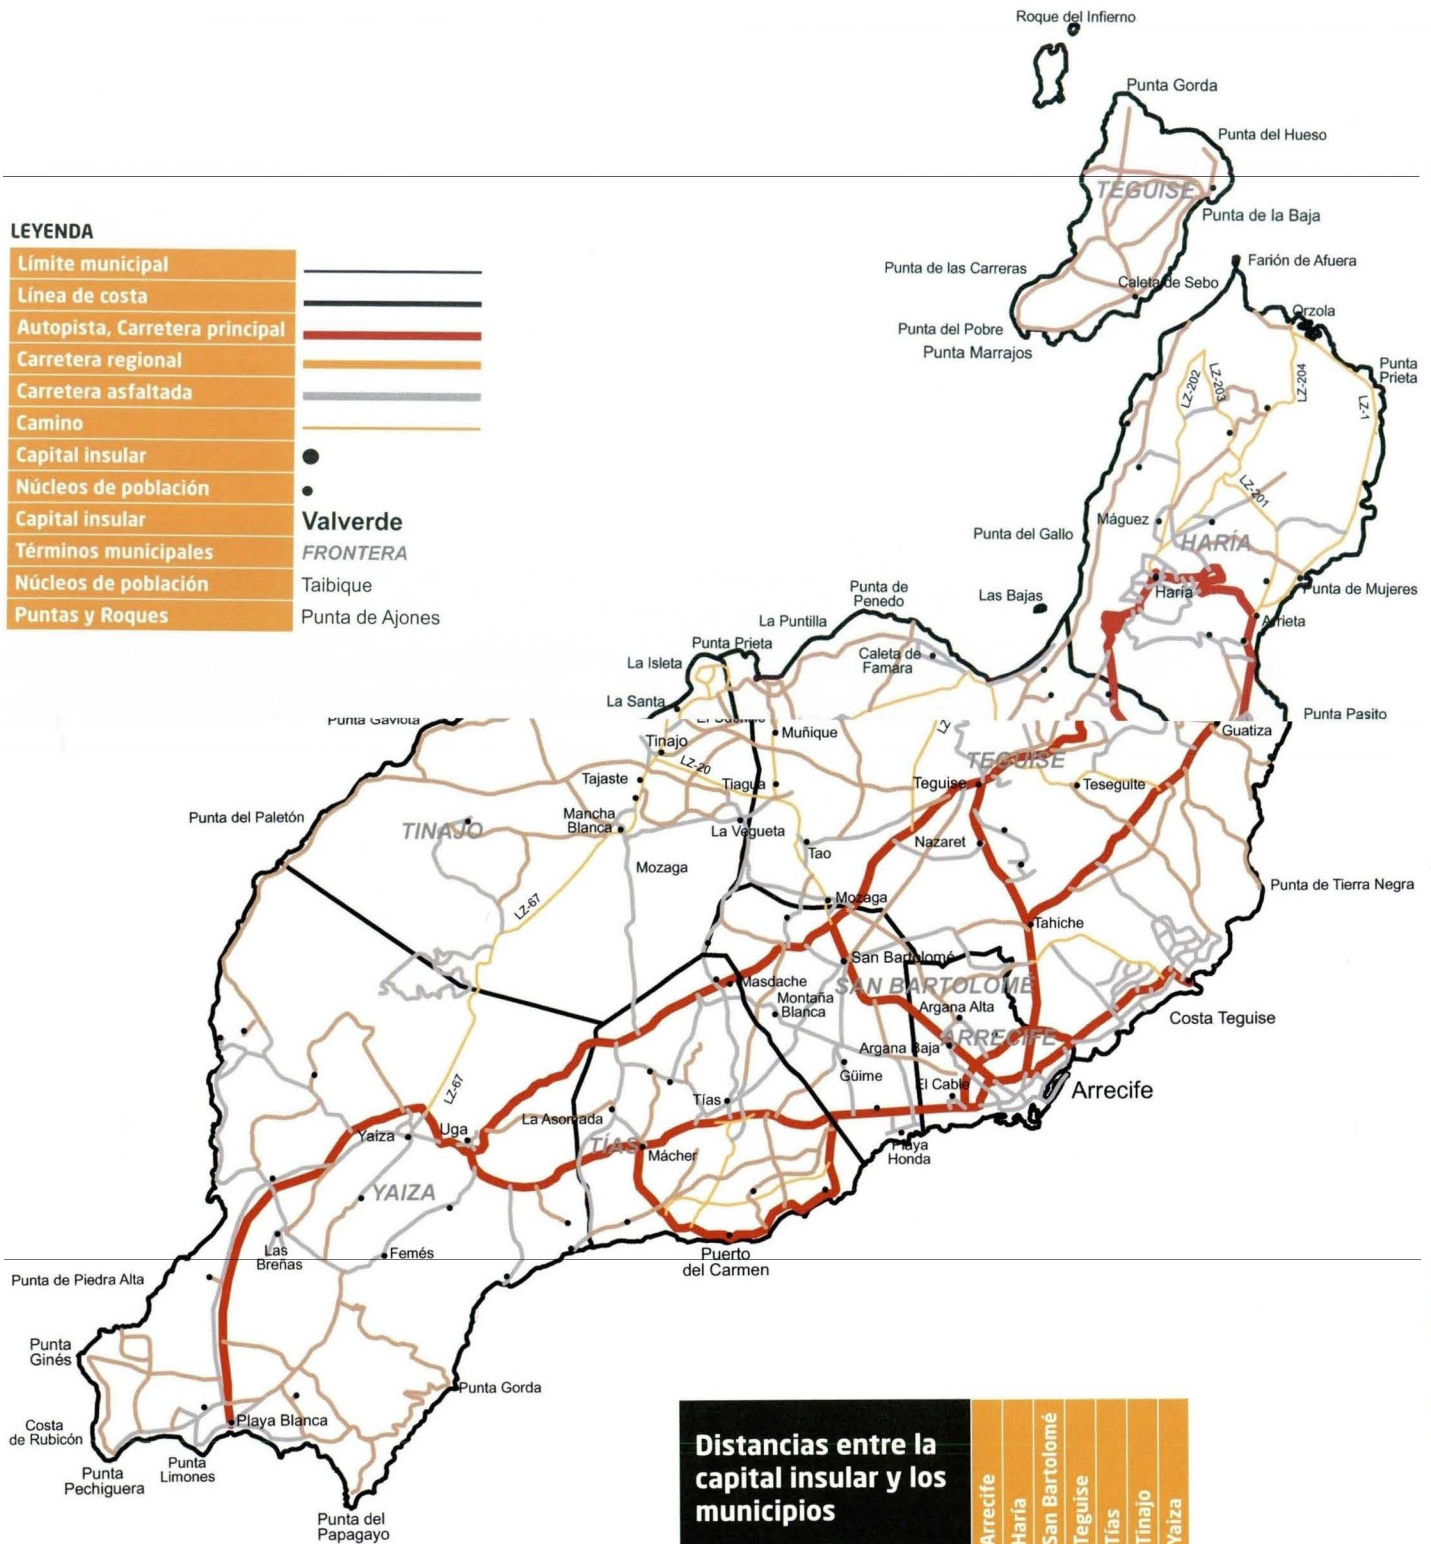 Roque del Infierno
Punta Gorda
Punta del Hueso
TEGUISE
Punta de la Baja
LEYENDA
Límite municipal
Línea de costa
Autopista, Carretera principal
Carretera regional
Carretera asfaltada
Camino
Capital insular
Núcleos de población
Capital insular
Valverde
Términos municipales
FRONTERA
Núcleos de población
Taibique
Puntas y Roques
Punta de Ajones
Punta de las Carreras
Farión de Afuera
Caleta de Sebo
Orzola
Punta del Pobre
Punta Marrajos
Punta
Prieta
LZ-202
LZ-203
LZ-204
LZ-1
LZ-201
Máguez
Punta del Gallo
HARÍA
Punta de
Penedo
Las Bajas
Haría
Punta de Mujeres
La Puntilla
Arrieta
Punta Prieta
La Isleta
Caleta de
Famara
La Santa
Punta Pasito
Punta Gaviota
Muñique
LZ
Guatiza
Tinajo
LZ-20
TEGUISE
Tajaste
Tiagua
Teguise
Teseguite
Punta del Paletón
Mancha
Blanca
TINAJO
La Vegueta
Nazaret
Tao
Mozaga
Punta de Tierra Negra
LZ-67
Mozaga
Tahiche
San Bartolomé
Masdache
SAN BARTOLOMÉ
Montaña
Blanca
Argana Alta
Costa Teguise
ARRECIFE
Argana Baja
Güime
El Cable
Arrecife
LZ-67
Tías
La Asomada
Uga
Yaiza
TÍAS
Mácher
Playa
Honda
YAIZA
Las
Breñas
Femés
Puerto
del Carmen
Punta de Piedra Alta
Punta
Ginés
Punta Gorda
Costa
de Rubicón
Playa Blanca
Punta
Pechiguera
Punta
Limones
Punta del
Papagayo
Distancias entre la
capital insular y los
municipios
Arrecife
Haría
San Bartolomé
Teguise
Tías
Tinajo
Yaiza